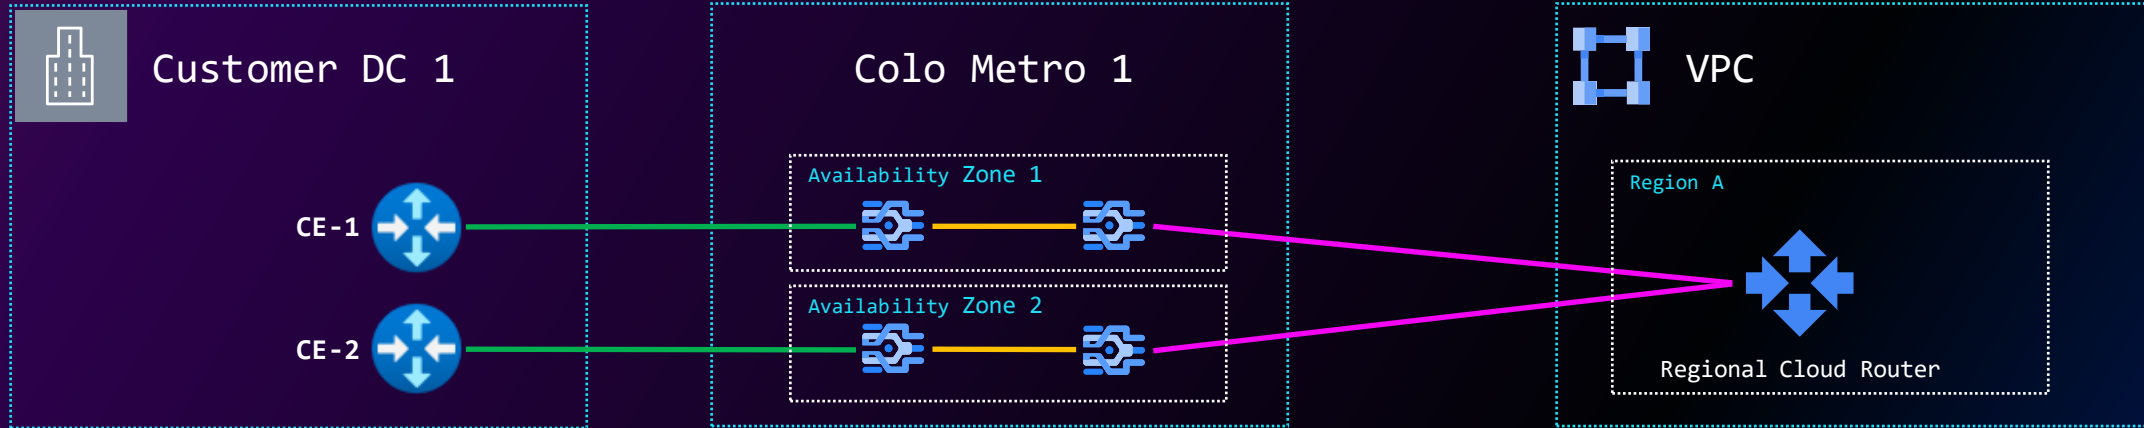 Customer DC 1
Colo Metro 1
VPC
Availability Zone 1
Region A
CE-1
Availability Zone 2
CE-2
Regional Cloud Router